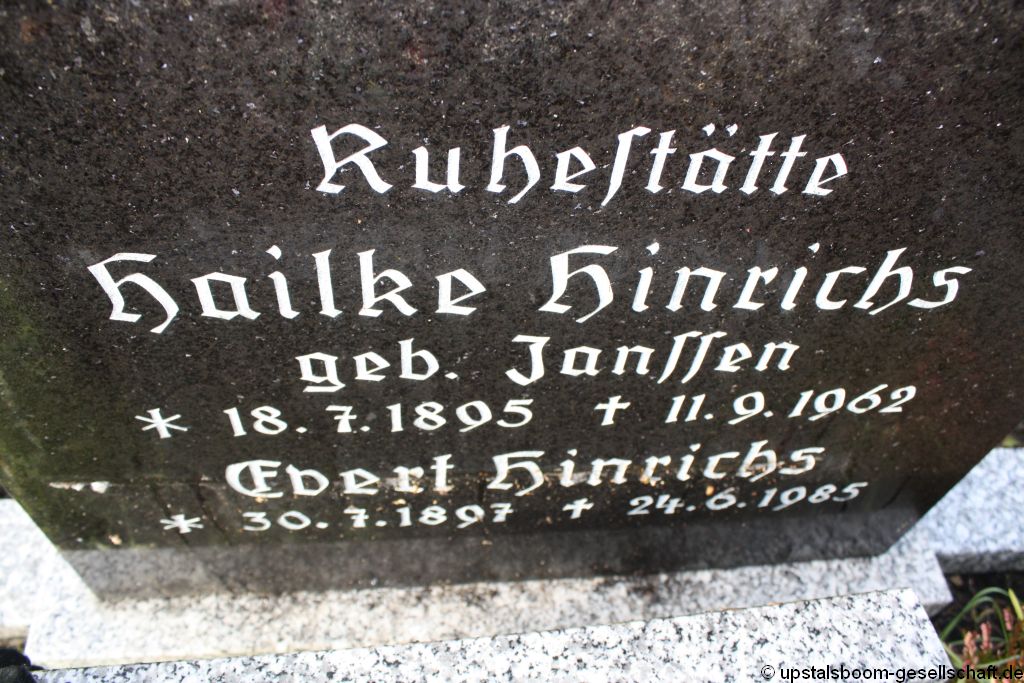 Ruhestätte
Hailke Hinrichs
geb. Janssen
* 18.7.1895 † 11.9.1962
Evert Hinrichs
* 30.7.1897 † 24.6.1985
© upstalsboom-gesellschaft.de